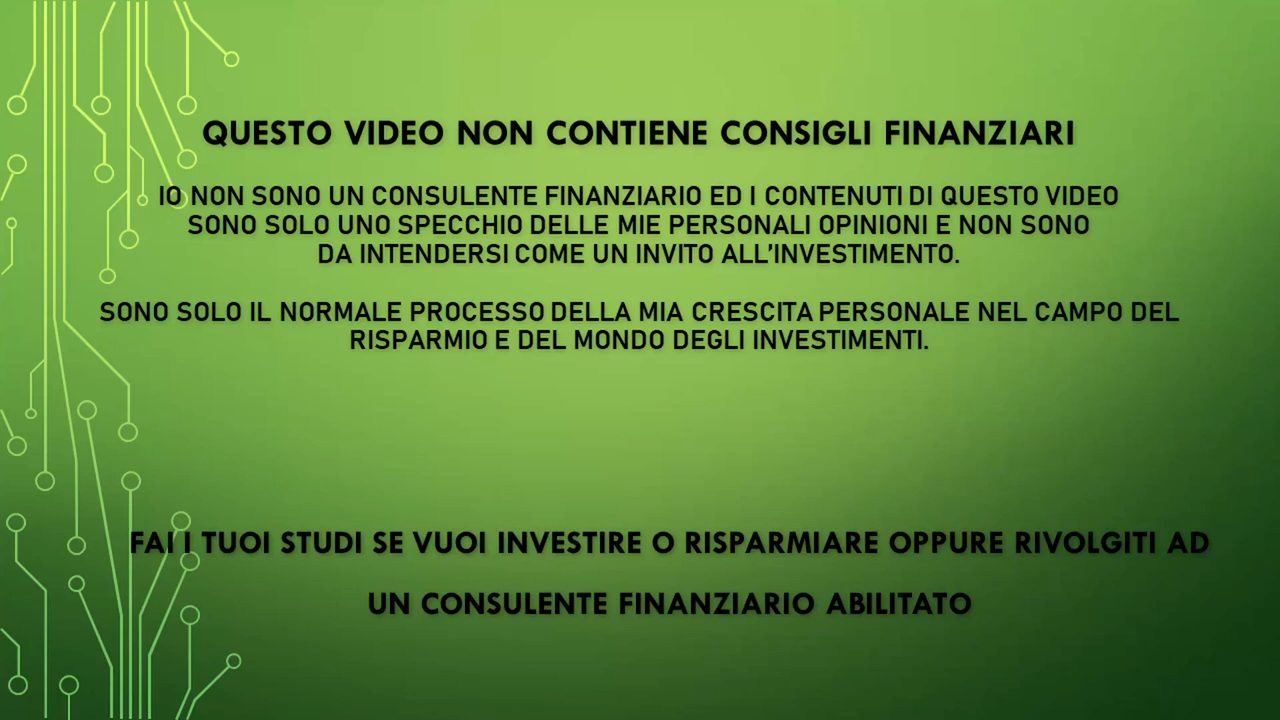 QUESTO VIDEO NON CONTIENE CONSIGLI FINANZIARI
IO NON SONO UN CONSULENTE FINANZIARIO ED I CONTENUTI DI QUESTO VIDEO
SONO SOLO UNO SPECCHIO DELLE MIE PERSONALI OPINIONI E NON SONO
DA INTENDERSI COME UN INVITO ALL'INVESTIMENTO.
SONO SOLO IL NORMALE PROCESSO DELLA MIA CRESCITA PERSONALE NEL CAMPO DEL
RISPARMIO E DEL MONDO DEGLI INVESTIMENTI.
FAI I TUOI STUDI SE VUOI INVESTIRE O RISPARMIARE OPPURE RIVOLGITI AD
UN CONSULENTE FINANZIARIO ABILITATO